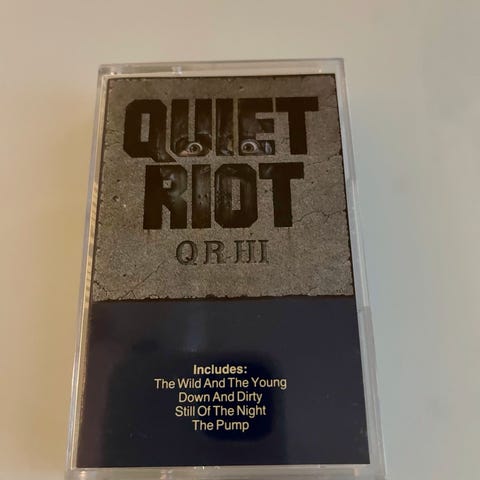 QUIET
RIOT
QR III
Includes:
The Wild And The Young
Down And Dirty
Still Of The Night
The Pump